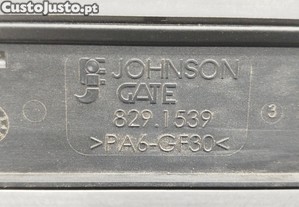 CustoJusto.pt
JOHNSON
GATE
829.1539
>PA6-GF30<
3